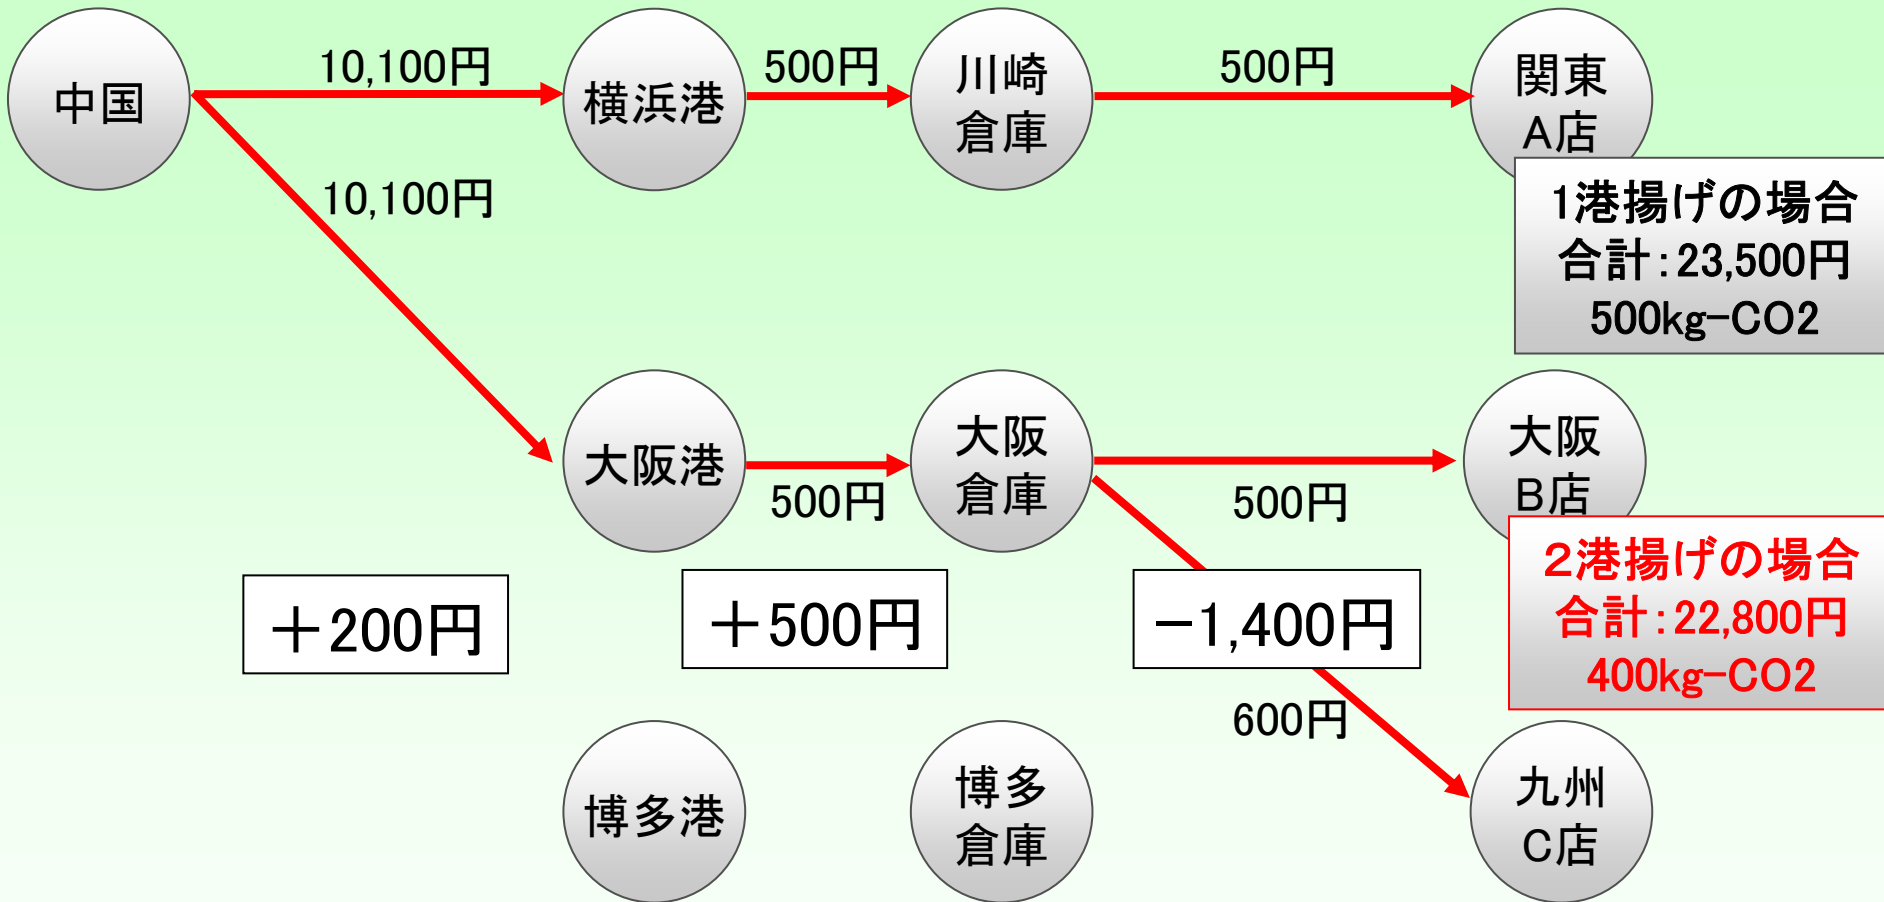 中国
10,100円
横浜港
500円
川崎
倉庫
500円
関東
A店
10,100円
1港揚げの場合
合計:23,500円
500kg-CO2
大阪港
500円
大阪
倉庫
500円
大阪
B店
2港揚げの場合
合計:22,800円
400kg-CO2
+200円
+500円
-1,400円
600円
博多港
博多
倉庫
九州
C店